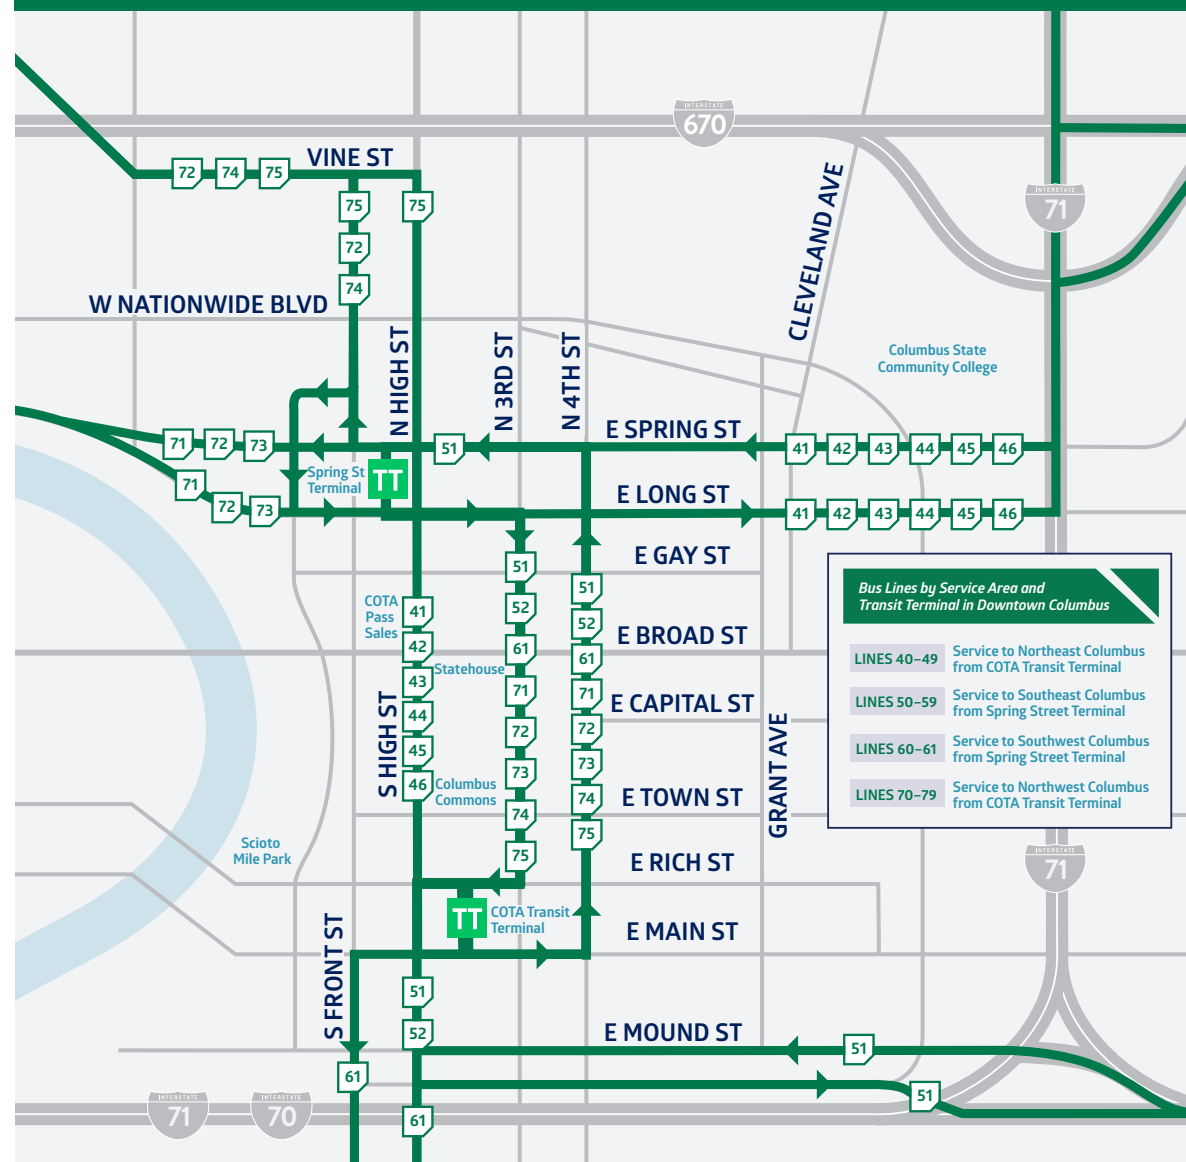 INTERSTATE
670
VINE ST
72
74
75
75
75
72
74
INTERSTATE
71
CLEVELAND AVE
W NATIONWIDE BLVD
N HIGH ST
N 3RD ST
N 4TH ST
Columbus State
Community College
E SPRING ST
71
72
73
51
41
42
43
44
45
46
Spring St
Terminal
TT
71
72
73
E LONG ST
41
42
43
44
45
46
E GAY ST
51
52
61
71
72
73
74
75
51
52
61
71
72
73
74
75
COTA
Pass
Sales
41
42
43
44
45
46
Statehouse
E BROAD ST
E CAPITAL ST
S HIGH ST
Columbus
Commons
E TOWN ST
GRANT AVE
Bus Lines by Service Area and
Transit Terminal in Downtown Columbus
LINES 40–49
Service to Northeast Columbus
from COTA Transit Terminal
LINES 50–59
Service to Southeast Columbus
from Spring Street Terminal
LINES 60–61
Service to Southwest Columbus
from Spring Street Terminal
LINES 70–79
Service to Northwest Columbus
from COTA Transit Terminal
Scioto
Mile Park
E RICH ST
INTERSTATE
71
TT
COTA Transit
Terminal
E MAIN ST
S FRONT ST
51
52
E MOUND ST
51
61
51
61
INTERSTATE
71
INTERSTATE
70